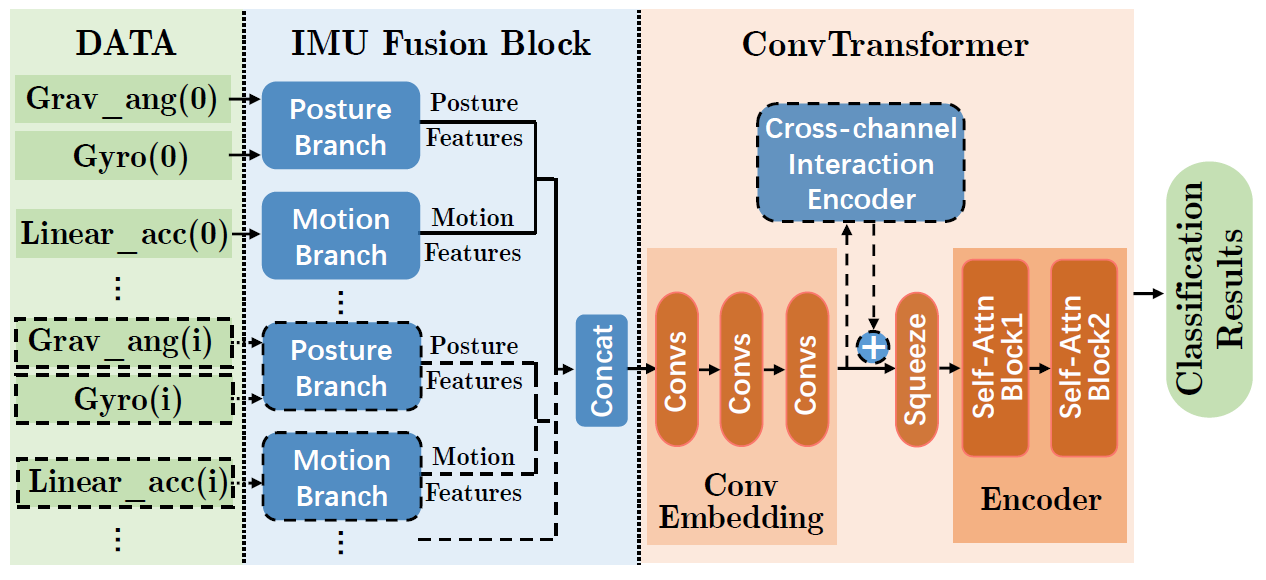 DATA
Grav_ang(0)
Gyro(0)
Linear_acc(0)
⋮
Grav_ang(i)
Gyro(i)
Linear_acc(i)
⋮
IMU Fusion Block
Posture
Branch
Posture
Features
Motion
Branch
Motion
Features
⋮
Posture
Branch
Posture
Features
Motion
Branch
Motion
Features
⋮
Concat
ConvTransformer
Cross-channel
Interaction
Encoder
Convs
Convs
Convs
Conv
Embedding
+
Squeeze
Self-Attn
Block1
Self-Attn
Block2
Encoder
Classification
Results